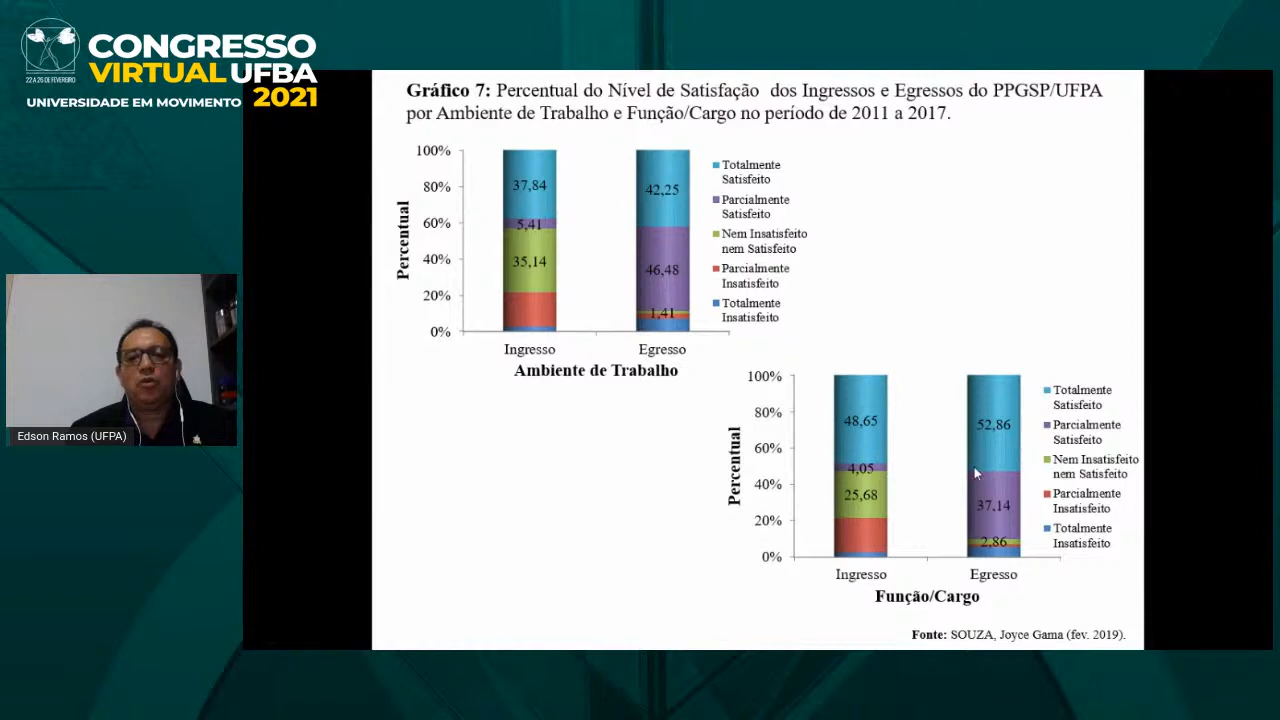 CONGRESSO
VIRTUAL UFBA
22 A 26 DE FEVEREIRO
UNIVERSIDADE EM MOVIMENTO 2021
Gráfico 7: Percentual do Nível de Satisfação dos Ingressos e Egressos do PPGSP/UFPA
por Ambiente de Trabalho e Função/Cargo no período de 2011 a 2017.
Percentual
100%
80%
60%
40%
20%
0%
37,84
5,41
35,14
42,25
46,48
1,41
Totalmente
Satisfeito
Parcialmente
Satisfeito
Nem Insatisfeito
nem Satisfeito
Parcialmente
Insatisfeito
Totalmente
Insatisfeito
Ingresso
Egresso
Ambiente de Trabalho
Edson Ramos (UFPA)
Percentual
100%
80%
60%
40%
20%
0%
48,65
4,05
25,68
52,86
37,14
2,86
Totalmente
Satisfeito
Parcialmente
Satisfeito
Nem Insatisfeito
nem Satisfeito
Parcialmente
Insatisfeito
Totalmente
Insatisfeito
Ingresso
Egresso
Função/Cargo
Fonte: SOUZA, Joyce Gama (fev. 2019).